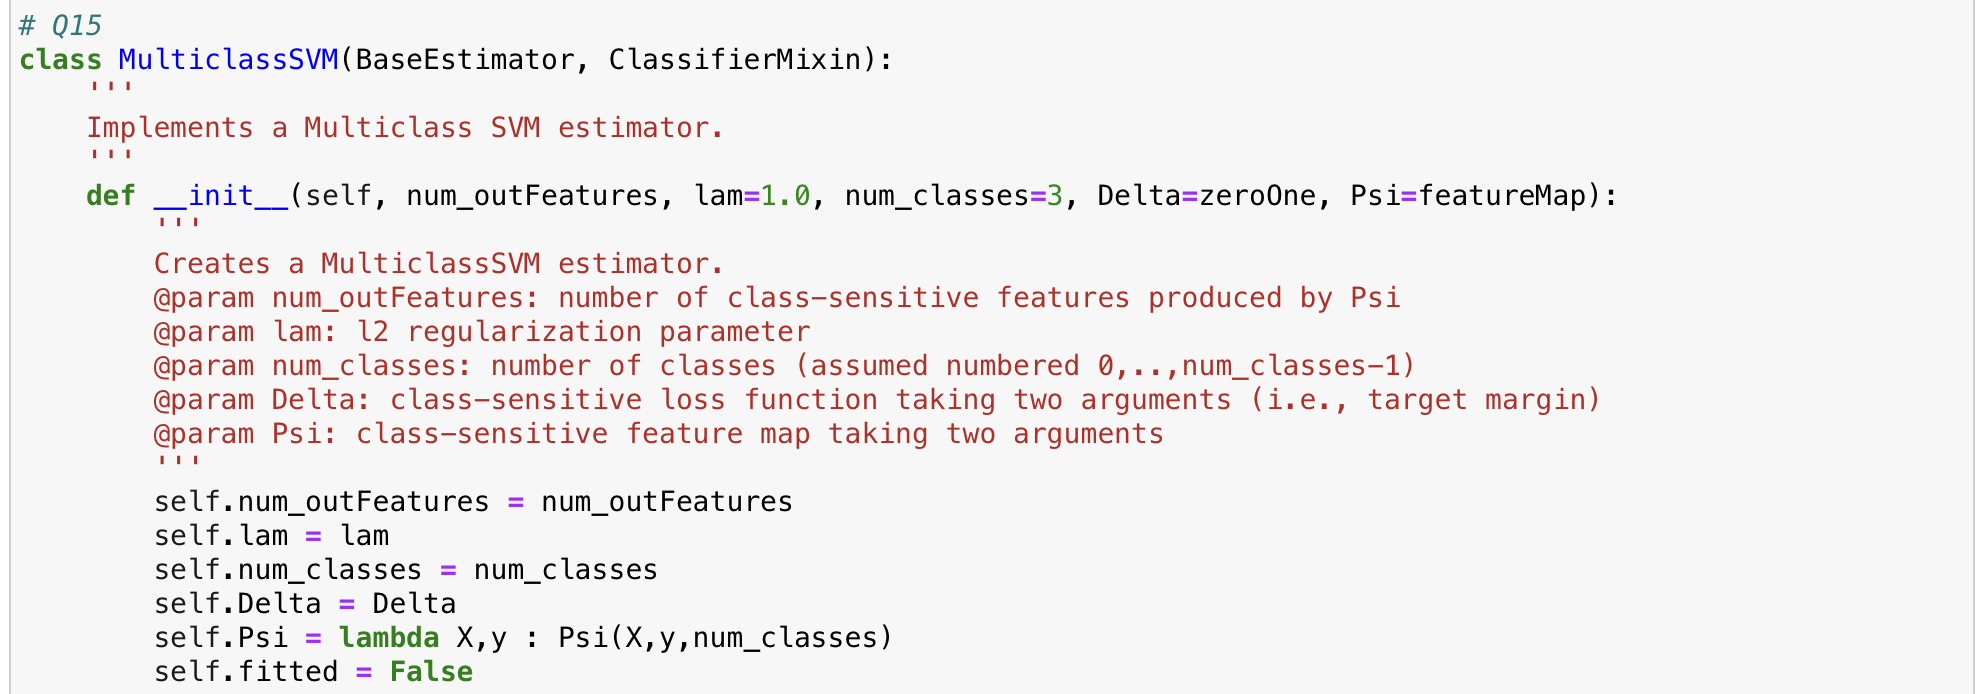 # Q15
class MulticlassSVM(BaseEstimator, ClassifierMixin):
    '''
    Implements a Multiclass SVM estimator.
    '''
    def __init__(self, num_outFeatures, lam=1.0, num_classes=3, Delta=zeroOne, Psi=featureMap):
        '''
        Creates a MulticlassSVM estimator.
        @param num_outFeatures: number of class-sensitive features produced by Psi
        @param lam: l2 regularization parameter
        @param num_classes: number of classes (assumed numbered 0,..,num_classes-1)
        @param Delta: class-sensitive loss function taking two arguments (i.e., target margin)
        @param Psi: class-sensitive feature map taking two arguments
        '''
        self.num_outFeatures = num_outFeatures
        self.lam = lam
        self.num_classes = num_classes
        self.Delta = Delta
        self.Psi = lambda X,y : Psi(X,y,num_classes)
        self.fitted = False